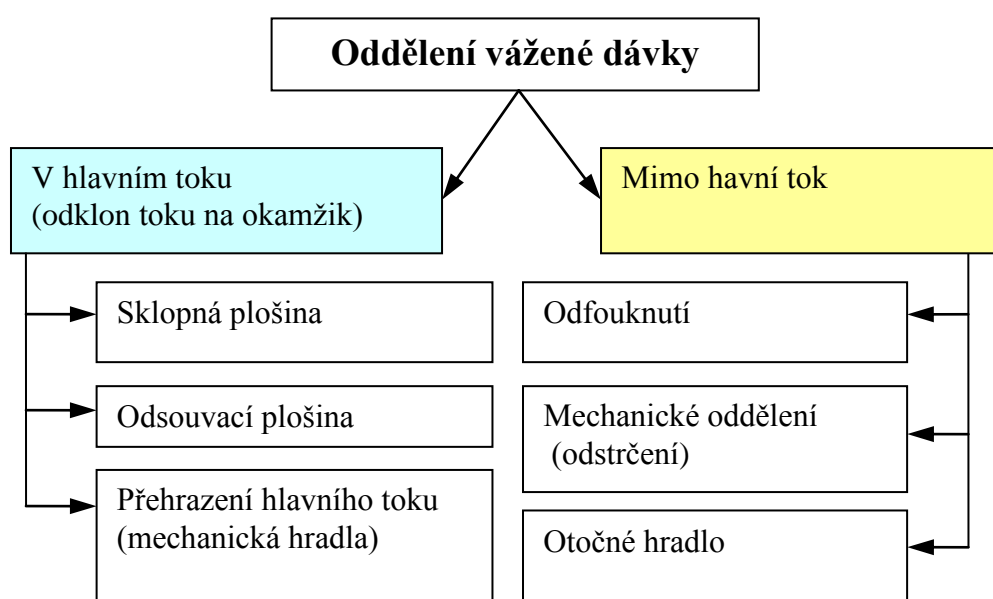 Oddělení vážené dávky
V hlavním toku
(odklon toku na okamžik)
Mimo havní tok
Sklopná plošina
Odsouvací plošina
Přehrazení hlavního toku
(mechanická hradla)
Odfouknutí
Mechanické oddělení
(odstrčení)
Otočné hradlo